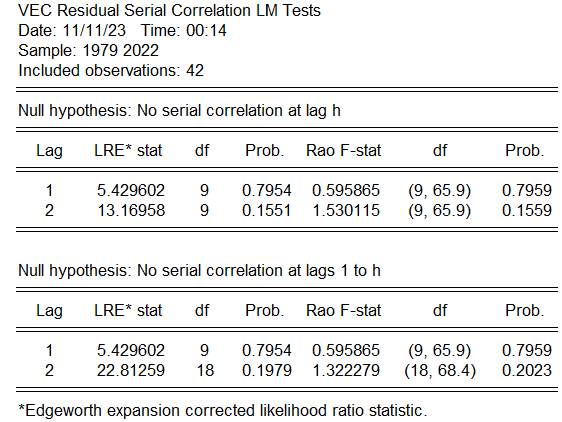 VEC Residual Serial Correlation LM Tests
Date: 11/11/23 Time: 00:14
Sample: 1979 2022
Included observations: 42
Null hypothesis: No serial correlation at lag h
Lag LRE* stat df Prob. Rao F-stat df Prob.
1 5.429602 9 0.7954 0.595865 (9, 65.9) 0.7959
2 13.16958 9 0.1551 1.530115 (9, 65.9) 0.1559
Null hypothesis: No serial correlation at lags 1 to h
Lag LRE* stat df Prob. Rao F-stat df Prob.
1 5.429602 9 0.7954 0.595865 (9, 65.9) 0.7959
2 22.81259 18 0.1979 1.322279 (18, 68.4) 0.2023
*Edgeworth expansion corrected likelihood ratio statistic.